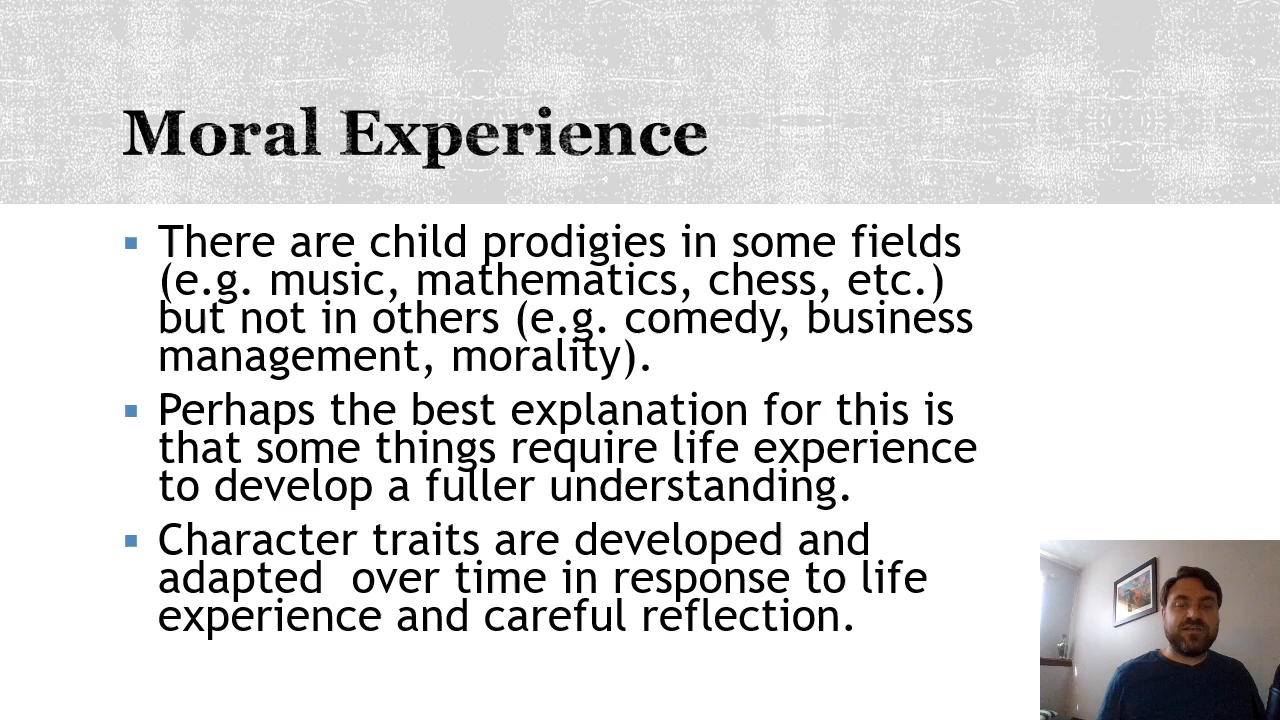 Moral Experience
There are child prodigies in some fields
(e.g. music, mathematics, chess, etc.)
but not in others (e.g. comedy, business
management, morality).
Perhaps the best explanation for this is
that some things require life experience
to develop a fuller understanding.
Character traits are developed and
adapted  over time in response to life
experience and careful reflection.